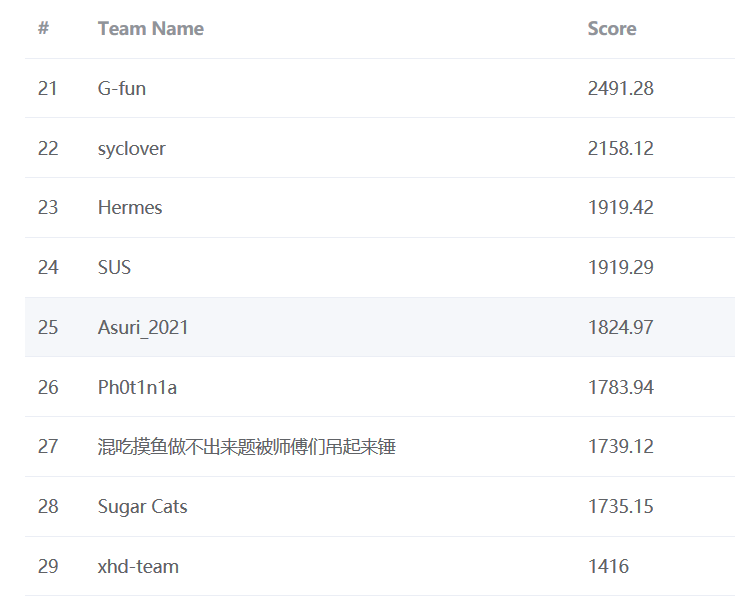 # Team Name Score
21 G-fun 2491.28
22 syclover 2158.12
23 Hermes 1919.42
24 SUS 1919.29
25 Asuri_2021 1824.97
26 Ph0t1n1a 1783.94
27 混吃摸鱼做不出来题被师傅们吊起来锤 1739.12
28 Sugar Cats 1735.15
29 xhd-team 1416